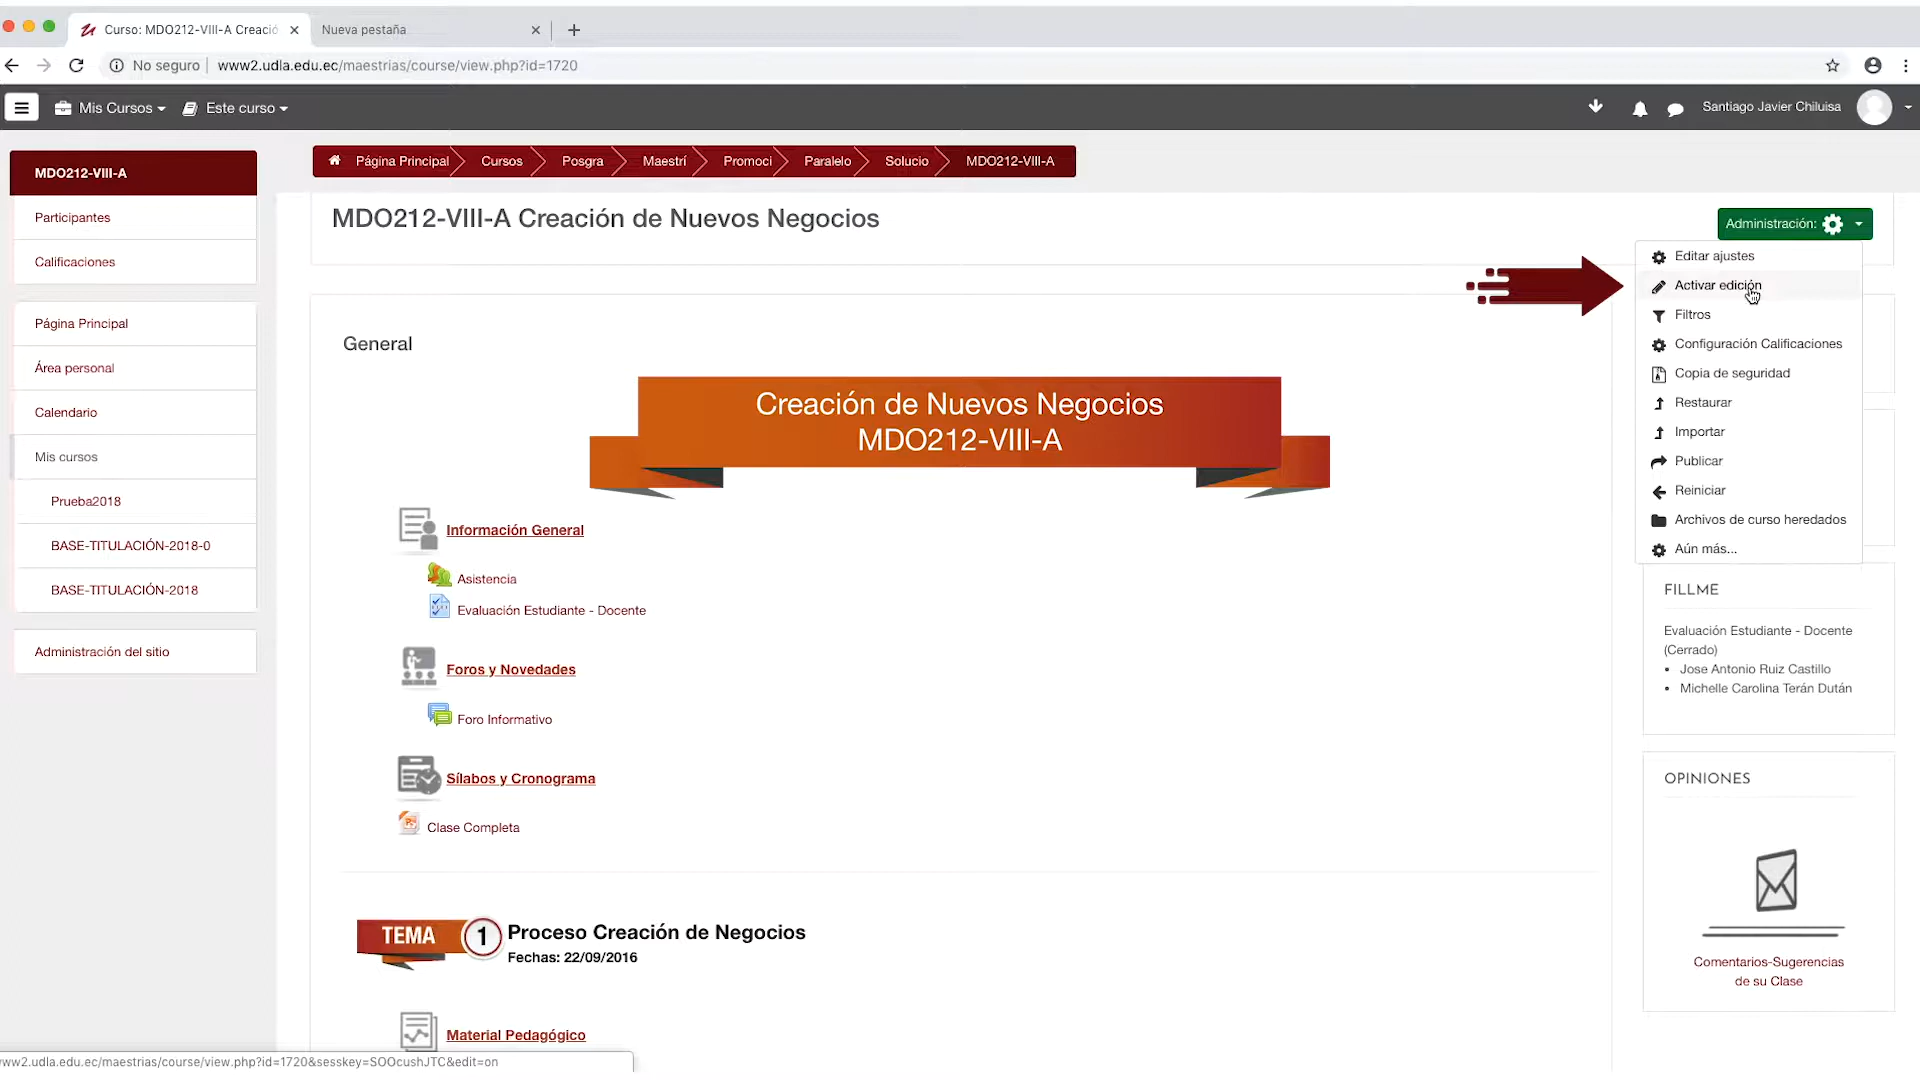 Curso: MDO212-VIII-A Creació
Nueva pestaña
No seguro
www2.udla.edu.ec/maestrias/course/view.php?id=1720
Mis Cursos
Este curso
Santiago Javier Chiluisa
MDO212-VIII-A
Participantes
Calificaciones
Página Principal
Área personal
Calendario
Mis cursos
Prueba2018
BASE-TITULACIÓN-2018-0
BASE-TITULACIÓN-2018
Administración del sitio
Página Principal
Cursos
Posgra
Maestrí
Promoci
Paralelo
Solucio
MDO212-VIII-A
MDO212-VIII-A Creación de Nuevos Negocios
Administración:
Editar ajustes
Activar edición
Filtros
Configuración Calificaciones
Copia de seguridad
Restaurar
Importar
Publicar
Reiniciar
Archivos de curso heredados
Aún más...
General
Creación de Nuevos Negocios
MDO212-VIII-A
Información General
Asistencia
Evaluación Estudiante - Docente
Foros y Novedades
Foro Informativo
Sílabos y Cronograma
Clase Completa
TEMA 1
Proceso Creación de Negocios
Fechas: 22/09/2016
Material Pedagógico
FILLME
Evaluación Estudiante - Docente
(Cerrado)
• Jose Antonio Ruiz Castillo
• Michelle Carolina Terán Dután
OPINIONES
Comentarios-Sugerencias
de su Clase
ww2.udla.edu.ec/maestrias/course/view.php?id=1720&sesskey=SOOcushJTC&edit=on